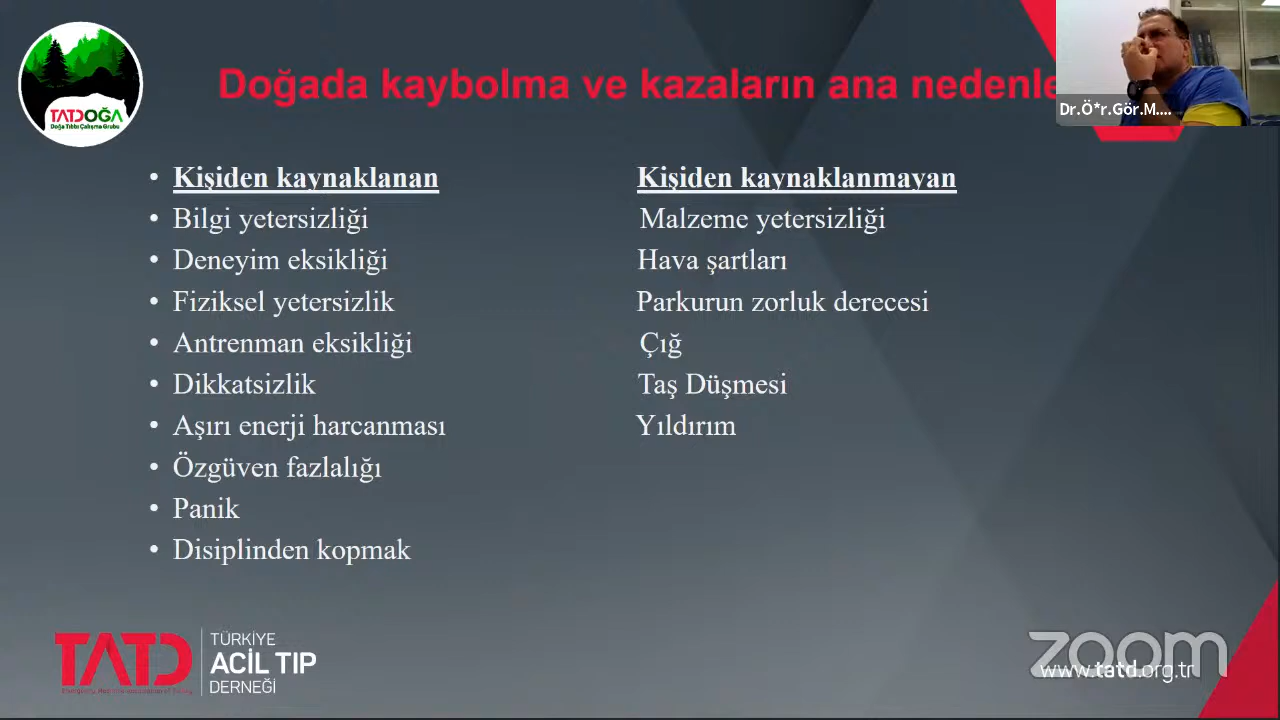 Doğada kaybolma ve kazaların ana nedenle
TATDOĞA
Doğa Tıbbı Çalışma Grubu
Dr.Ö*r.Gör.M....
• Kişiden kaynaklanan
• Bilgi yetersizliği
• Deneyim eksikliği
• Fiziksel yetersizlik
• Antrenman eksikliği
• Dikkatsizlik
• Aşırı enerji harcanması
• Özgüven fazlalığı
• Panik
• Disiplinden kopmak
Kişiden kaynaklanmayan
Malzeme yetersizliği
Hava şartları
Parkurun zorluk derecesi
Çığ
Taş Düşmesi
Yıldırım
TATD
TÜRKİYE
ACİL TIP
DERNEĞİ
zoom
www.tatd.org.tr